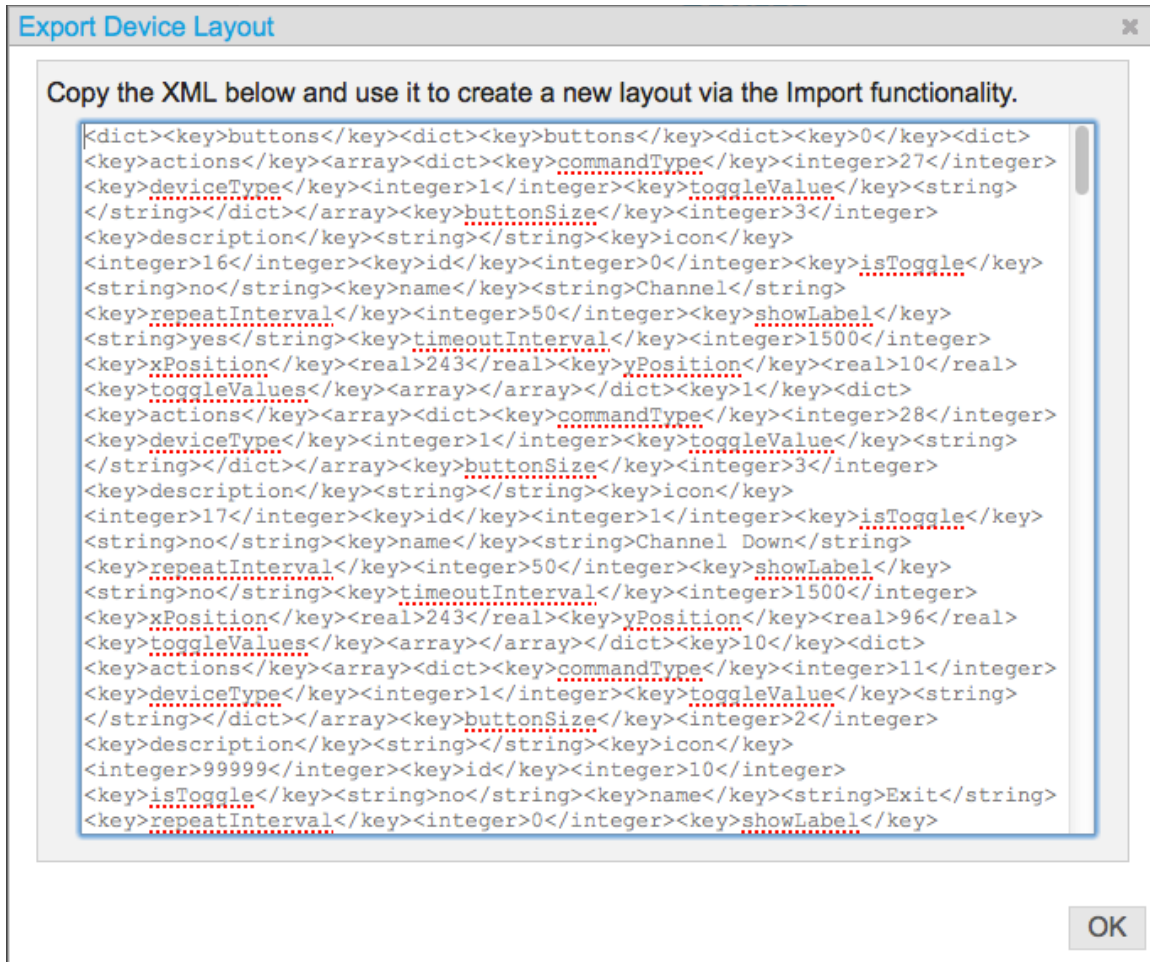 Export Device Layout
Copy the XML below and use it to create a new layout via the Import functionality.
<dict><key>buttons</key><dict><key>buttons</key><dict><key>0</key><dict>
<key>actions</key><array><dict><key>commandType</key><integer>27</integer>
<key>deviceType</key><integer>1</integer><key>toggleValue</key><string>
</string></dict></array><key>buttonSize</key><integer>3</integer>
<key>description</key><string></string><key>icon</key>
<integer>16</integer><key>id</key><integer>0</integer><key>isToggle</key>
<string>no</string><key>name</key><string>Channel</string>
<key>repeatInterval</key><integer>50</integer><key>showLabel</key>
<string>yes</string><key>timeoutInterval</key><integer>1500</integer>
<key>xPosition</key><real>243</real><key>yPosition</key><real>10</real>
<key>toggleValues</key><array></array></dict><key>1</key><dict>
<key>actions</key><array><dict><key>commandType</key><integer>28</integer>
<key>deviceType</key><integer>1</integer><key>toggleValue</key><string>
</string></dict></array><key>buttonSize</key><integer>3</integer>
<key>description</key><string></string><key>icon</key>
<integer>17</integer><key>id</key><integer>1</integer><key>isToggle</key>
<string>no</string><key>name</key><string>Channel Down</string>
<key>repeatInterval</key><integer>50</integer><key>showLabel</key>
<string>no</string><key>timeoutInterval</key><integer>1500</integer>
<key>xPosition</key><real>243</real><key>yPosition</key><real>96</real>
<key>toggleValues</key><array></array></dict><key>10</key><dict>
<key>actions</key><array><dict><key>commandType</key><integer>11</integer>
<key>deviceType</key><integer>1</integer><key>toggleValue</key><string>
</string></dict></array><key>buttonSize</key><integer>2</integer>
<key>description</key><string></string><key>icon</key>
<integer>99999</integer><key>id</key><integer>10</integer>
<key>isToggle</key><string>no</string><key>name</key><string>Exit</string>
<key>repeatInterval</key><integer>0</integer><key>showLabel</key>
OK